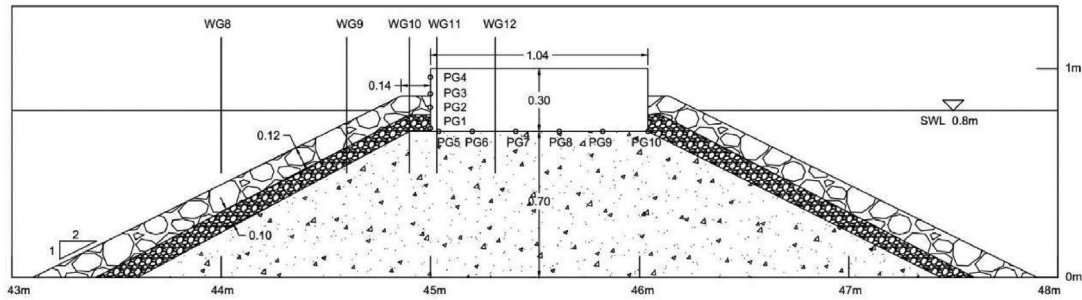 WG8
WG9
WG10
WG11
WG12
1.04
0.14
PG4
PG3
PG2
PG1
0.30
1m
SWL 0.8m
0.12
PG5
PG6
PG7
PG8
PG9
PG10
0.70
0.10
2
1
0m
43m
44m
45m
46m
47m
48m